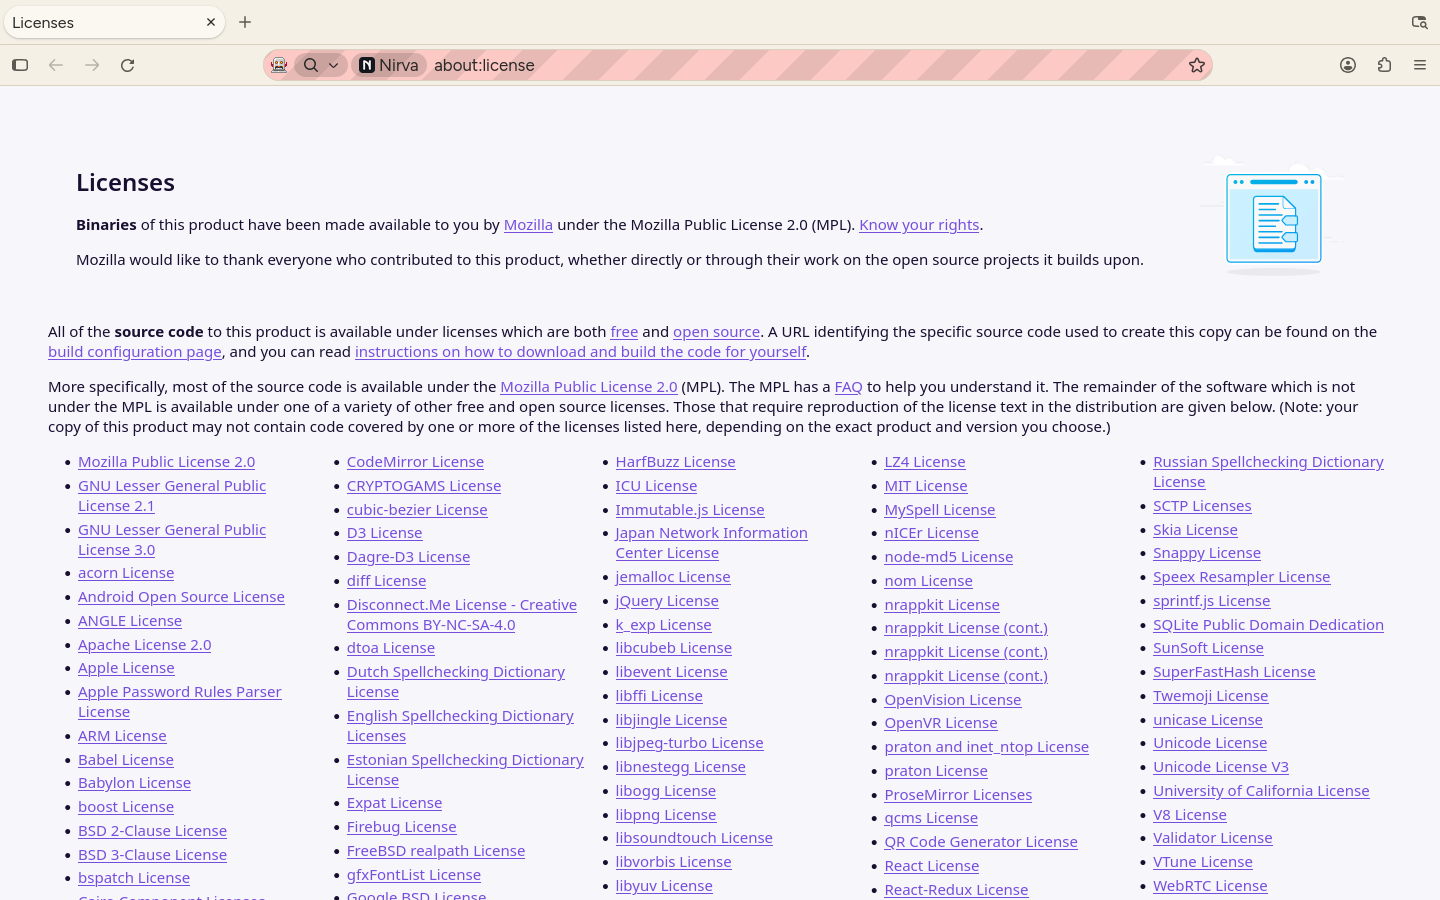 Licenses
Nirva
about:license
Licenses
Binaries of this product have been made available to you by Mozilla under the Mozilla Public License 2.0 (MPL). Know your rights.
Mozilla would like to thank everyone who contributed to this product, whether directly or through their work on the open source projects it builds upon.
All of the source code to this product is available under licenses which are both free and open source. A URL identifying the specific source code used to create this copy can be found on the
build configuration page, and you can read instructions on how to download and build the code for yourself.
More specifically, most of the source code is available under the Mozilla Public License 2.0 (MPL). The MPL has a FAQ to help you understand it. The remainder of the software which is not
under the MPL is available under one of a variety of other free and open source licenses. Those that require reproduction of the license text in the distribution are given below. (Note: your
copy of this product may not contain code covered by one or more of the licenses listed here, depending on the exact product and version you choose.)
Mozilla Public License 2.0
GNU Lesser General Public
License 2.1
GNU Lesser General Public
License 3.0
acorn License
Android Open Source License
ANGLE License
Apache License 2.0
Apple License
Apple Password Rules Parser
License
ARM License
Babel License
Babylon License
boost License
BSD 2-Clause License
BSD 3-Clause License
bspatch License
Cairo Component Licenses
CodeMirror License
CRYPTOGAMS License
cubic-bezier License
D3 License
Dagre-D3 License
diff License
Disconnect.Me License - Creative
Commons BY-NC-SA-4.0
dtoa License
Dutch Spellchecking Dictionary
License
English Spellchecking Dictionary
Licenses
Estonian Spellchecking Dictionary
License
Expat License
Firebug License
FreeBSD realpath License
gfxFontList License
Google BSD License
HarfBuzz License
ICU License
Immutable.js License
Japan Network Information
Center License
jemalloc License
jQuery License
k_exp License
libcubeb License
libevent License
libffi License
libjingle License
libjpeg-turbo License
libnestegg License
libogg License
libpng License
libsoundtouch License
libvorbis License
libyuv License
LZ4 License
MIT License
MySpell License
nICEr License
node-md5 License
nom License
nrappkit License
nrappkit License (cont.)
nrappkit License (cont.)
nrappkit License (cont.)
OpenVision License
OpenVR License
praton and inet_ntop License
praton License
ProseMirror Licenses
qcms License
QR Code Generator License
React License
React-Redux License
Russian Spellchecking Dictionary
License
SCTP Licenses
Skia License
Snappy License
Speex Resampler License
sprintf.js License
SQLite Public Domain Dedication
SunSoft License
SuperFastHash License
Twemoji License
unicase License
Unicode License
Unicode License V3
University of California License
V8 License
Validator License
VTune License
WebRTC License